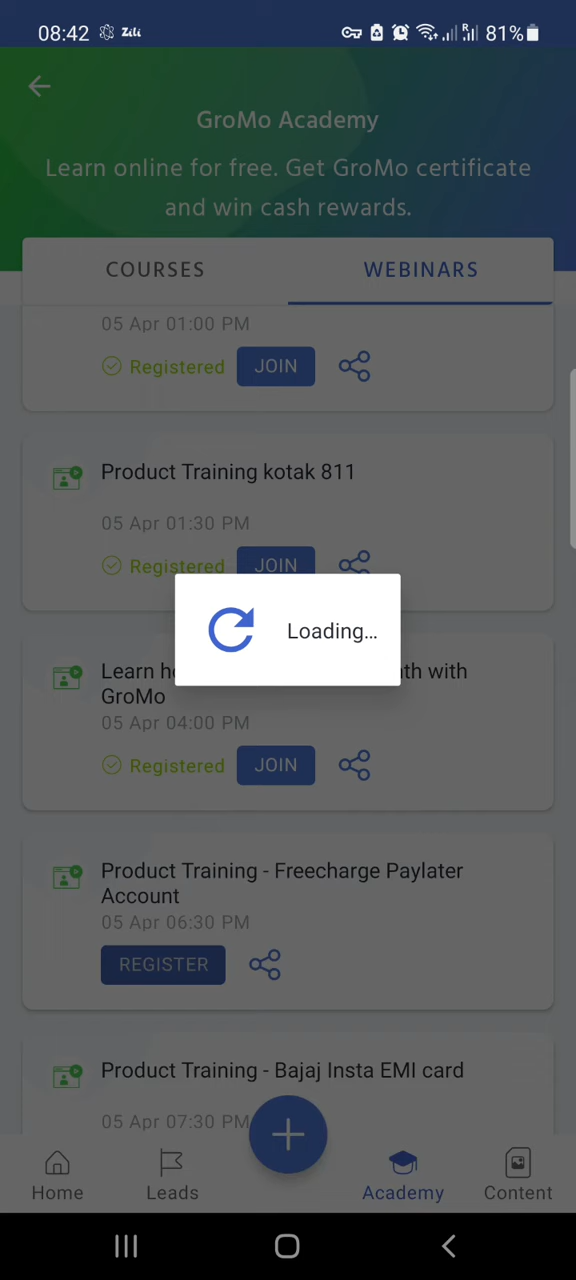 08:42 Zili 81%
GroMo Academy
Learn online for free. Get GroMo certificate
and win cash rewards.
COURSES WEBINARS
05 Apr 01:00 PM
Registered JOIN
Product Training kotak 811
05 Apr 01:30 PM
Registered JOIN
Loading...
Learn th with
GroMo
05 Apr 04:00 PM
Registered JOIN
Product Training - Freecharge Paylater
Account
05 Apr 06:30 PM
REGISTER
Product Training - Bajaj Insta EMI card
05 Apr 07:30 PM
Home Leads Academy Content